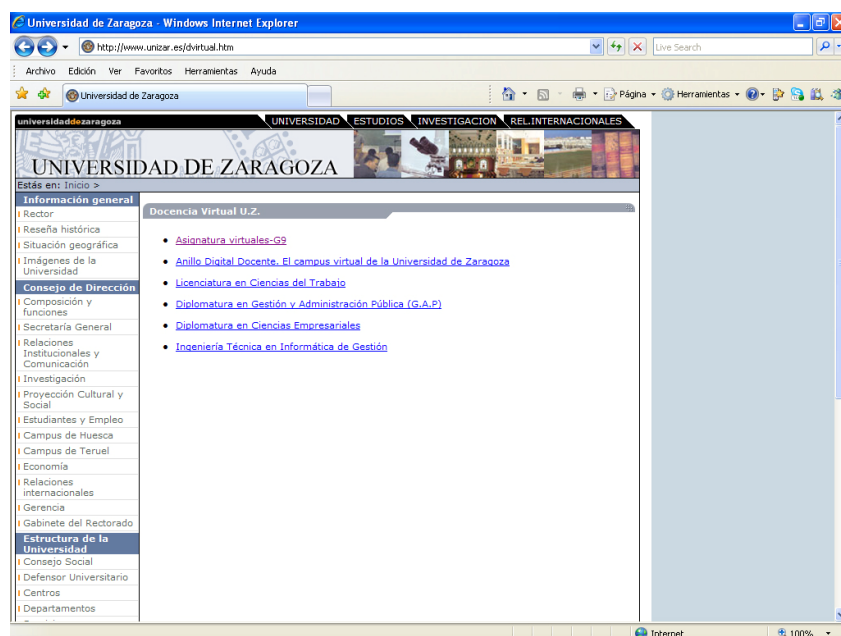 Universidad de Zaragoza - Windows Internet Explorer
http://www.unizar.es/dvirtual.htm
Live Search
Archivo Edición Ver Favoritos Herramientas Ayuda
Universidad de Zaragoza
Página
Herramientas
universidaddezaragoza
UNIVERSIDAD ESTUDIOS INVESTIGACION REL.INTERNACIONALES
UNIVERSIDAD DE ZARAGOZA
Estás en: Inicio >
Información general
Rector
Reseña histórica
Situación geográfica
Imágenes de la
Universidad
Consejo de Dirección
Composición y
funciones
Secretaría General
Relaciones
Institucionales y
Comunicación
Investigación
Proyección Cultural y
Social
Estudiantes y Empleo
Campus de Huesca
Campus de Teruel
Economía
Relaciones
internacionales
Gerencia
Gabinete del Rectorado
Estructura de la
Universidad
Consejo Social
Defensor Universitario
Centros
Departamentos
Docencia Virtual U.Z.
Asignatura virtuales-G9
Anillo Digital Docente. El campus virtual de la Universidad de Zaragoza
Licenciatura en Ciencias del Trabajo
Diplomatura en Gestión y Administración Pública (G.A.P)
Diplomatura en Ciencias Empresariales
Ingeniería Técnica en Informática de Gestión
Internet
100%